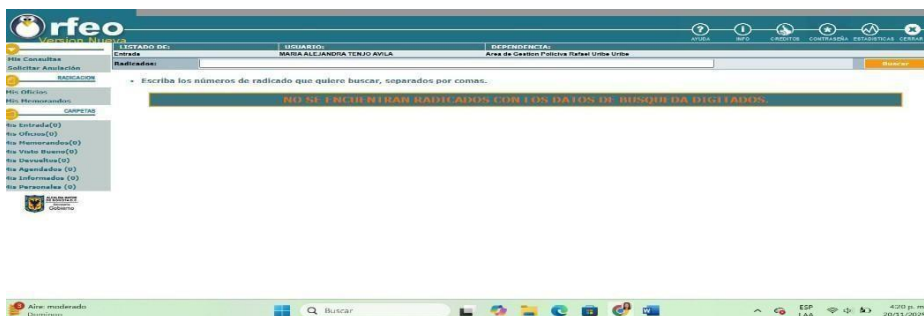 rfeo
Version Nueva
AYUDA INFO CREDITOS CONTRASEÑA ESTADISTICAS CERRAR
LISTADO DE: USUARIO: DEPENDENCIA:
Entrada MARIA ALEJANDRA TENJO AVILA Area de Gestion Policiva Rafael Uribe Uribe
Radicados: Buscar
Escriba los números de radicado que quiere buscar, separados por comas.
NO SE ENCUENTRAN RADICADOS CON LOS DATOS DE BUSQUEDA DIGITADOS.
Mis Consultas
Solicitar Anulación
RADICACION
Mis Oficios
Mis Memorandos
CARPETAS
Mis Entrada(0)
Mis Oficios(0)
Mis Memorandos(0)
Mis Visto Bueno(0)
Mis Devueltos(0)
Mis Agendados (0)
Mis Informados (0)
Mis Personales (0)
Gobierno
Aire: moderado
Domingo
Buscar
ESP
LAA
4:20 p. m.